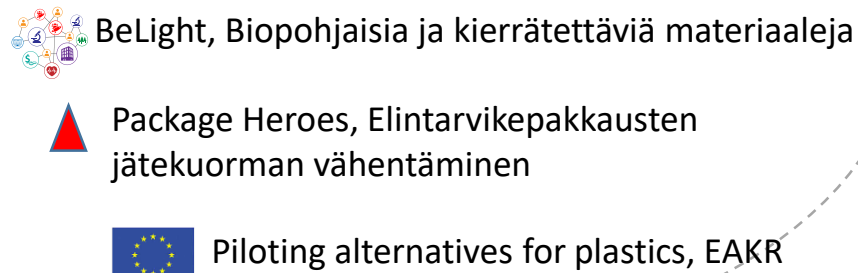 BeLight, Biopohjaisia ja kierrätettäviä materiaaleja
Package Heroes, Elintarvikepakkausten
jätekuorman vähentäminen
Piloting alternatives for plastics, EAKR